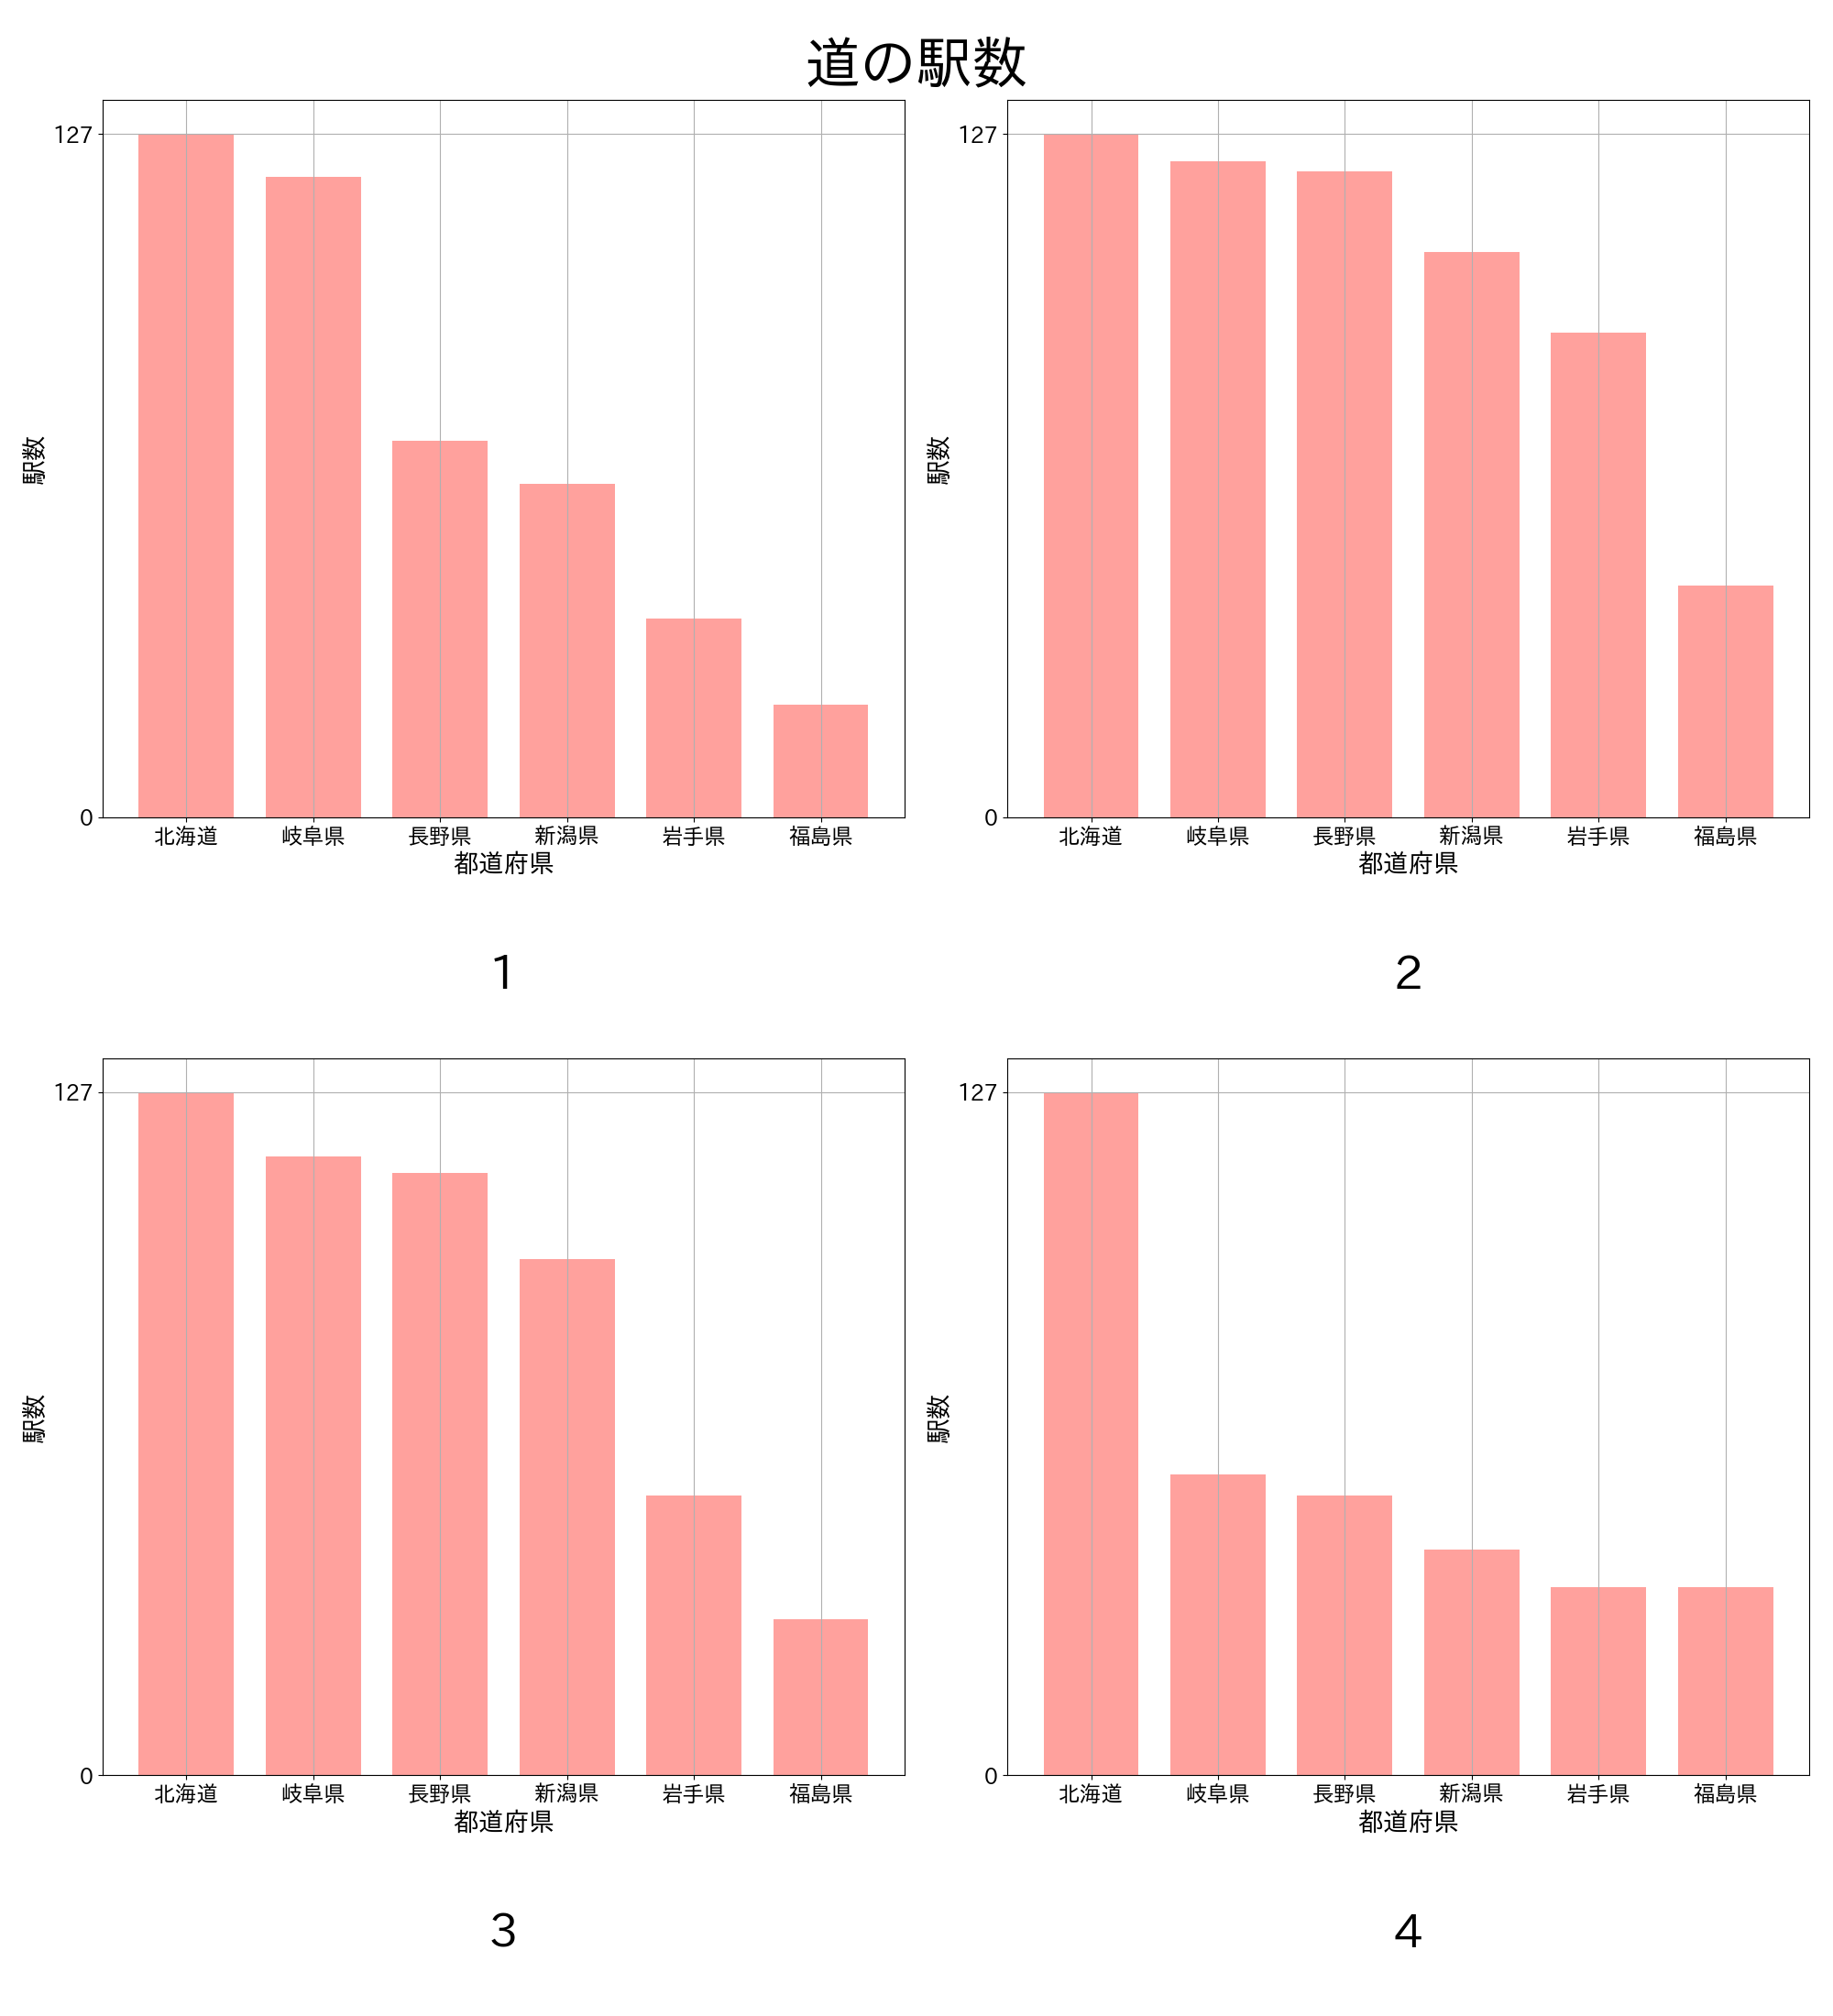 道の駅数
127
0
駅数
北海道 岐阜県 長野県 新潟県 岩手県 福島県
都道府県
1
127
0
駅数
北海道 岐阜県 長野県 新潟県 岩手県 福島県
都道府県
2
127
0
駅数
北海道 岐阜県 長野県 新潟県 岩手県 福島県
都道府県
3
127
0
駅数
北海道 岐阜県 長野県 新潟県 岩手県 福島県
都道府県
4